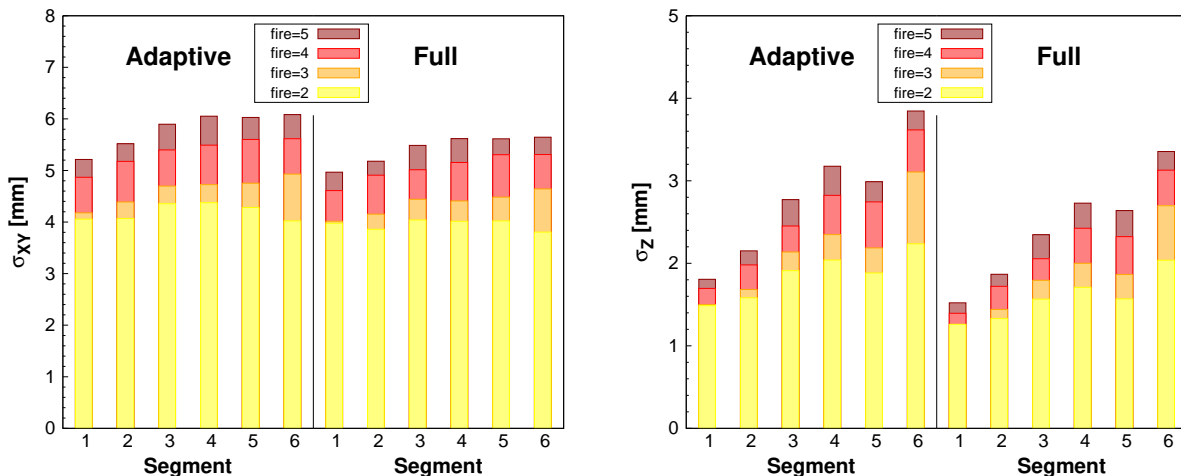 8
7
6
5
4
3
2
1
0
σXY [mm]
Adaptive
Full
fire=5
fire=4
fire=3
fire=2
1 2 3 4 5 6 1 2 3 4 5 6
Segment Segment
5
4
3
2
1
0
σZ [mm]
Adaptive
Full
fire=5
fire=4
fire=3
fire=2
1 2 3 4 5 6 1 2 3 4 5 6
Segment Segment